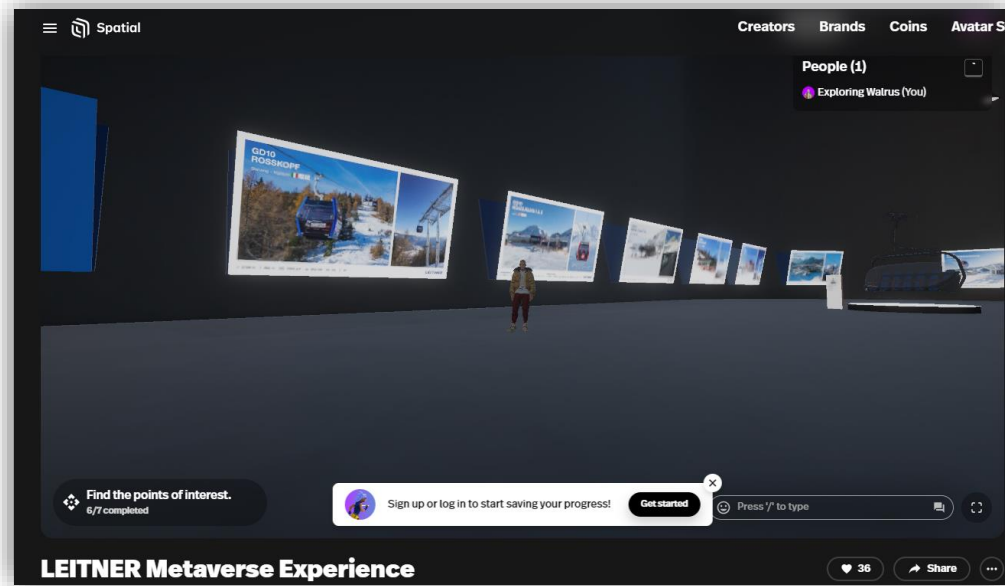 Spatial
Creators Brands Coins Avatar S
People (1)
Exploring Walrus (You)
GD10
ROSSKOPF
LEITNER
Find the points of interest.
6/7 completed
Sign up or log in to start saving your progress!
Get started
Press '/' to type
LEITNER Metaverse Experience
36
Share